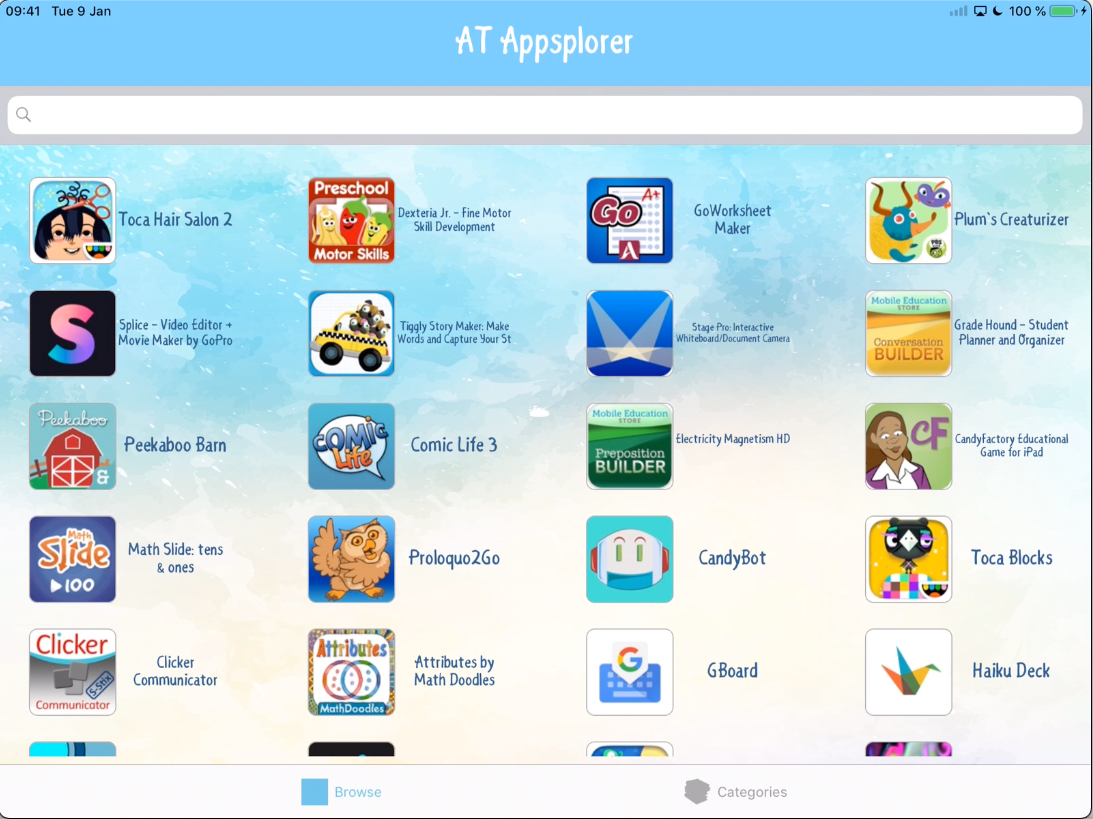 09:41 Tue 9 Jan
100 %
AT Appsplorer
Toca Hair Salon 2
Preschool
Motor Skills
Dexteria Jr. - Fine Motor
Skill Development
A+
Go
A
GoWorksheet
Maker
PBS
Plum's Creaturizer
S
Splice - Video Editor +
Movie Maker by GoPro
Tiggly Story Maker: Make
Words and Capture Your St
Stage Pro: Interactive
Whiteboard/Document Camera
Mobile Education
STORE
Conversation
BUILDER
Grade Hound - Student
Planner and Organizer
Peekaboo
&
Peekaboo Barn
COMIC
Life
Comic Life 3
Mobile Education
STORE
Preposition
BUILDER
Electricity Magnetism HD
CF
CandyFactory Educational
Game for iPad
Math
Slide
100
Math Slide: tens
& ones
Proloquo2Go
CandyBot
Toca Blocks
Clicker
S-Stix
Communicator
Clicker
Communicator
Attributes
MathDoodles
Attributes by
Math Doodles
G
GBoard
Haiku Deck
Browse
Categories